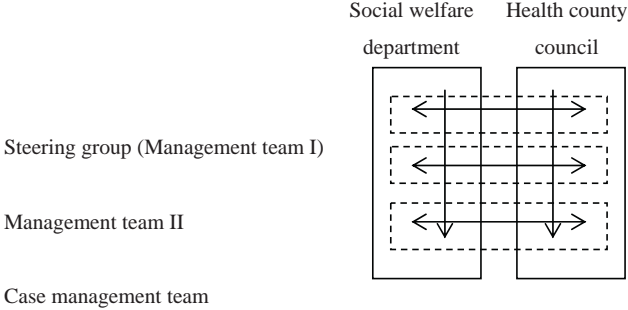 Social welfare department
Health county council
Steering group (Management team I)
Management team II
Case management team